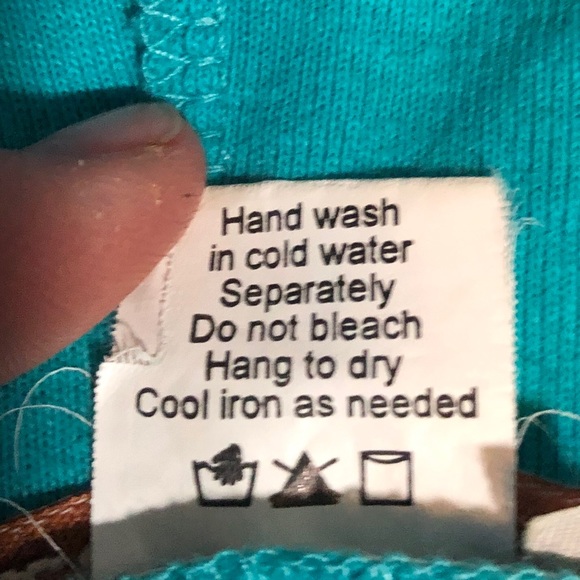 Hand wash
in cold water
Separately
Do not bleach
Hang to dry
Cool iron as needed